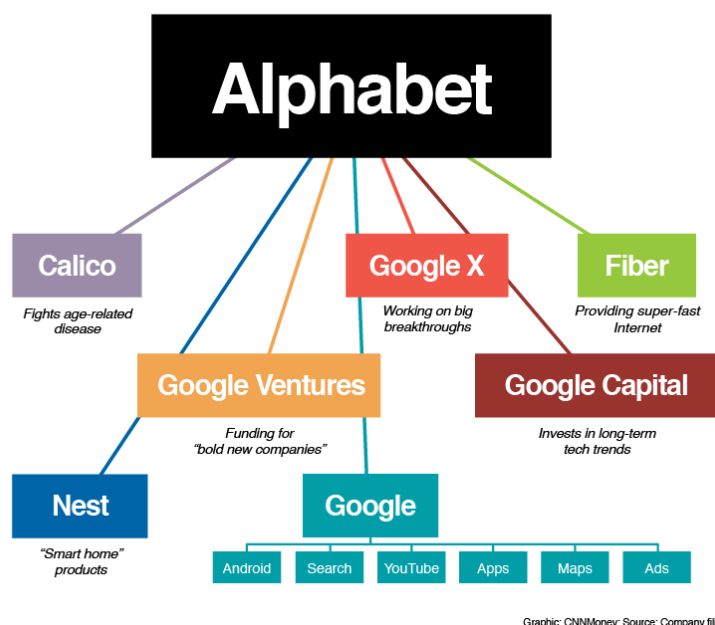 Alphabet
Calico
Fights age-related
disease
Google X
Working on big
breakthroughs
Fiber
Providing super-fast
Internet
Google Ventures
Funding for
“bold new companies”
Google Capital
Invests in long-term
tech trends
Nest
“Smart home”
products
Google
Android
Search
YouTube
Apps
Maps
Ads
Graphic: CNNMoney; Source: Company